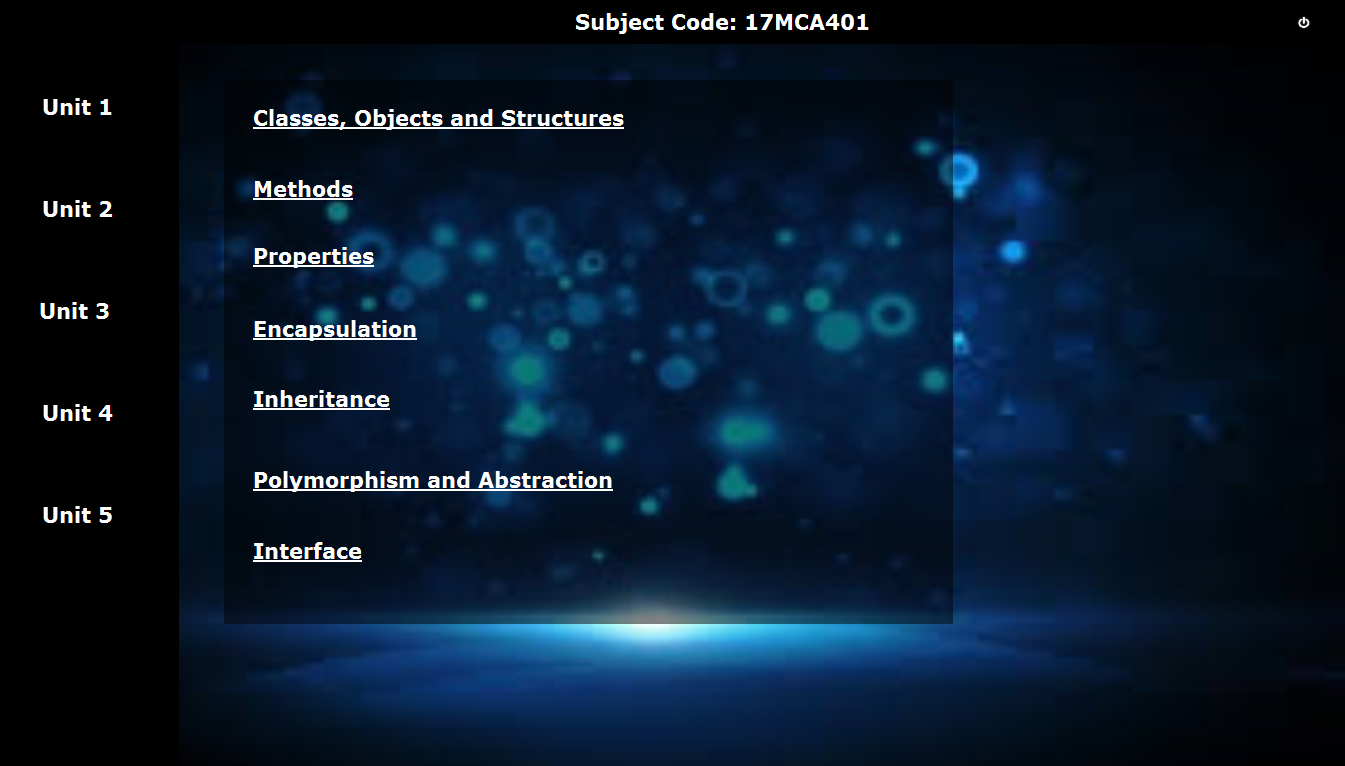 Subject Code: 17MCA401
Unit 1
Unit 2
Unit 3
Unit 4
Unit 5
Classes, Objects and Structures
Methods
Properties
Encapsulation
Inheritance
Polymorphism and Abstraction
Interface